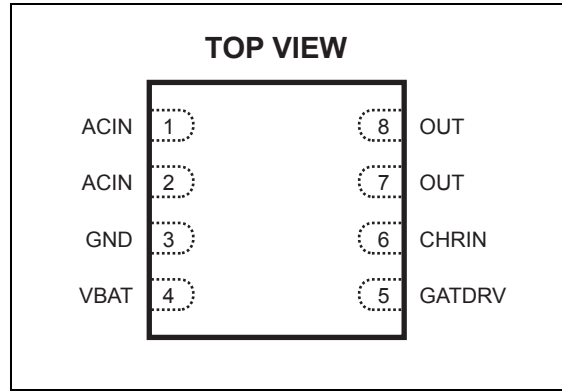 TOP VIEW
ACIN 1 8 OUT
ACIN 2 7 OUT
GND 3 6 CHRIN
VBAT 4 5 GATDRV